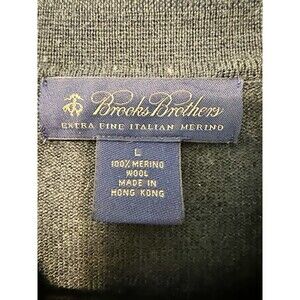 Brooks Brothers
EXTRA FINE ITALIAN MERINO
L
100% MERINO
WOOL
MADE IN
HONG KONG